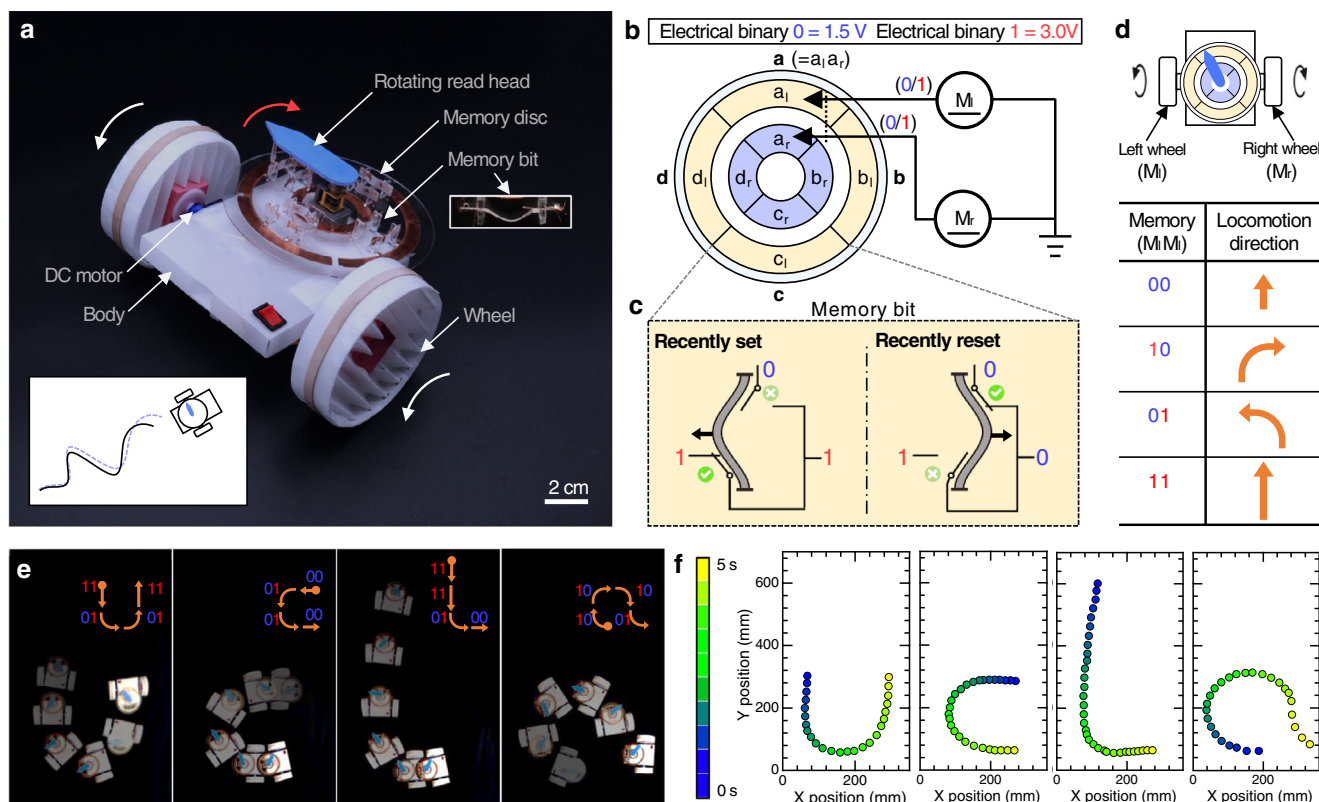 a
Rotating read head
Memory disc
Memory bit
DC motor
Body
Wheel
2 cm
b
Electrical binary 0 = 1.5 V Electrical binary 1 = 3.0V
a (=aₗaᵣ)
aₗ
(0/1)
Mₗ
(0/1)
aᵣ
d
dₗ
dᵣ
bᵣ
bₗ
b
cᵣ
Mᵣ
cₗ
c
c
Memory bit
Recently set
0
1
1
Recently reset
0
1
0
d
Left wheel
(Mₗ)
Right wheel
(Mᵣ)
Memory
(MₗMₗ)
Locomotion
direction
00
10
01
11
e
11
11
01
01
00
01
01
00
11
11
01
00
10
10
10
01
f
5 s
0 s
600
400
200
0
Y position (mm)
0
200
X position (mm)
0
200
X position (mm)
0
200
X position (mm)
0
200
X position (mm)